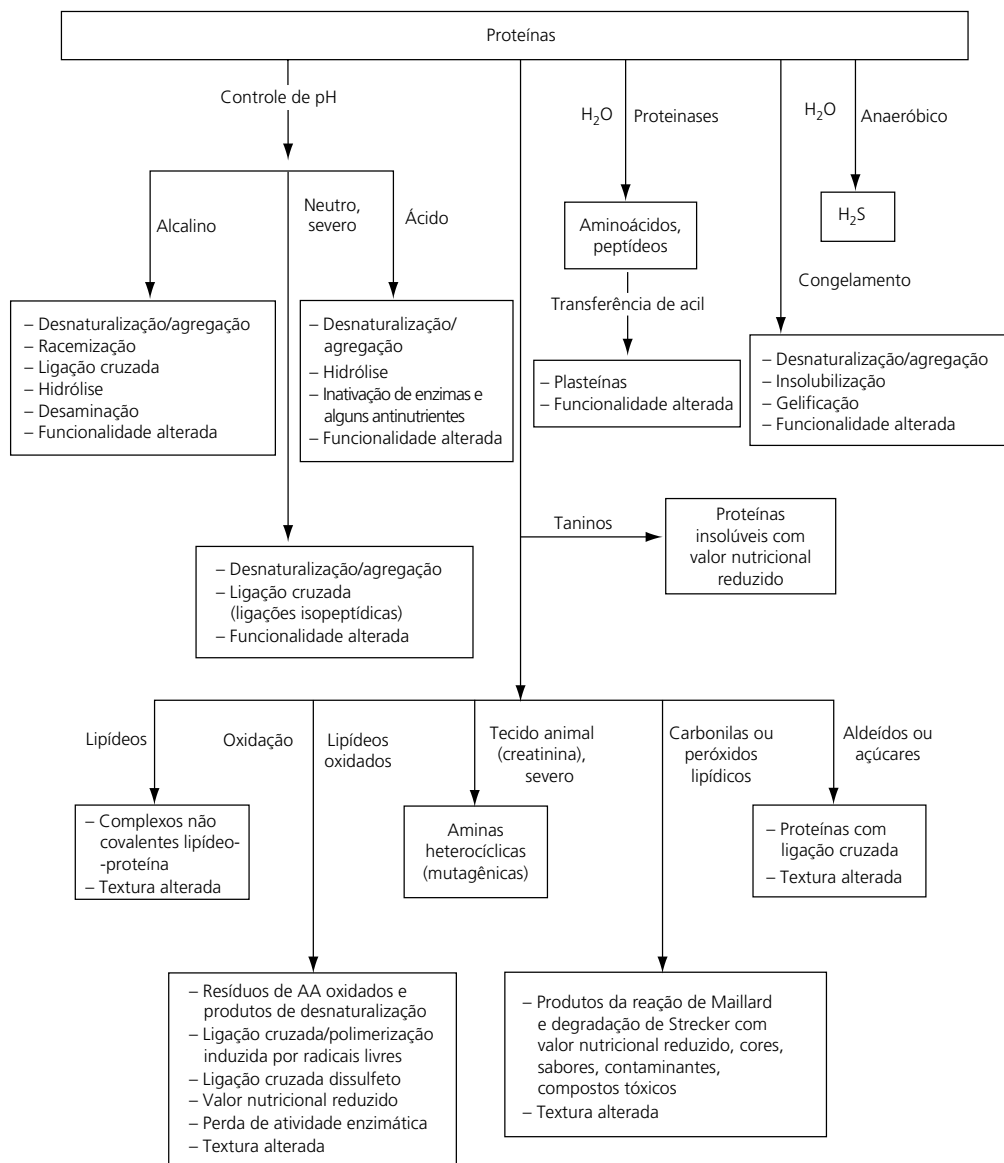 Proteínas
Controle de pH
H2O
Proteinases
H2O
Anaeróbico
Alcalino
Neutro,
severo
Ácido
Aminoácidos,
peptídeos
H2S
Transferência de acil
Congelamento
– Desnaturalização/agregação
– Racemização
– Ligação cruzada
– Hidrólise
– Desaminação
– Funcionalidade alterada
– Desnaturalização/
agregação
– Hidrólise
– Inativação de enzimas e
alguns antinutrientes
– Funcionalidade alterada
– Plasteínas
– Funcionalidade alterada
– Desnaturalização/agregação
– Insolubilização
– Gelificação
– Funcionalidade alterada
Taninos
Proteínas
insolúveis com
valor nutricional
reduzido
– Desnaturalização/agregação
– Ligação cruzada
(ligações isopeptídicas)
– Funcionalidade alterada
Lipídeos
Oxidação
Lipídeos
oxidados
Tecido animal
(creatinina),
severo
Carbonilas ou
peróxidos
lipídicos
Aldeídos ou
açúcares
– Complexos não
covalentes lipídeo-
-proteína
– Textura alterada
Aminas
heterocíclicas
(mutagênicas)
– Proteínas com
ligação cruzada
– Textura alterada
– Resíduos de AA oxidados e
produtos de desnaturalização
– Ligação cruzada/polimerização
induzida por radicais livres
– Ligação cruzada dissulfeto
– Valor nutricional reduzido
– Perda de atividade enzimática
– Textura alterada
– Produtos da reação de Maillard
e degradação de Strecker com
valor nutricional reduzido, cores,
sabores, contaminantes,
compostos tóxicos
– Textura alterada